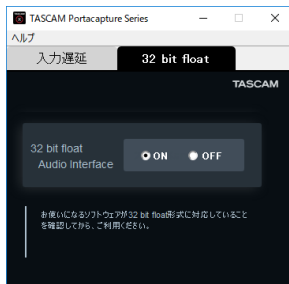 TASCAM Portacapture Series
ヘルプ
入力遅延
32 bit float
TASCAM
32 bit float
Audio Interface
ON
OFF
お使いになるソフトウェアが32 bit float形式に対応していること
を確認してから、ご利用ください。